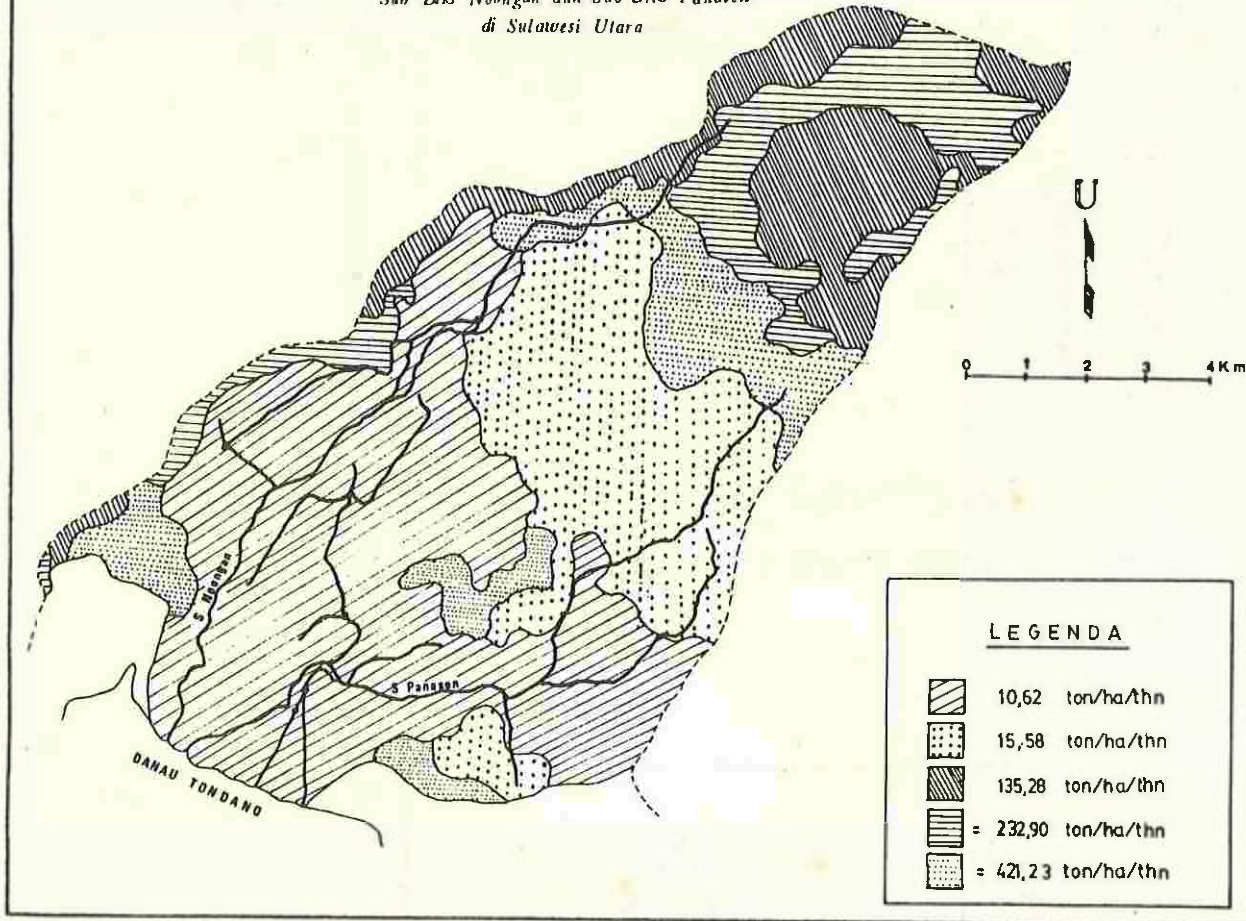 di Sulawesi Utara
U
0 1 2 3 4 Km
S Noongan
S Panasen
DANAU TONDANO
LEGENDA
10,62 ton/ha/thn
15,58 ton/ha/thn
135,28 ton/ha/thn
= 232,90 ton/ha/thn
= 421,23 ton/ha/thn